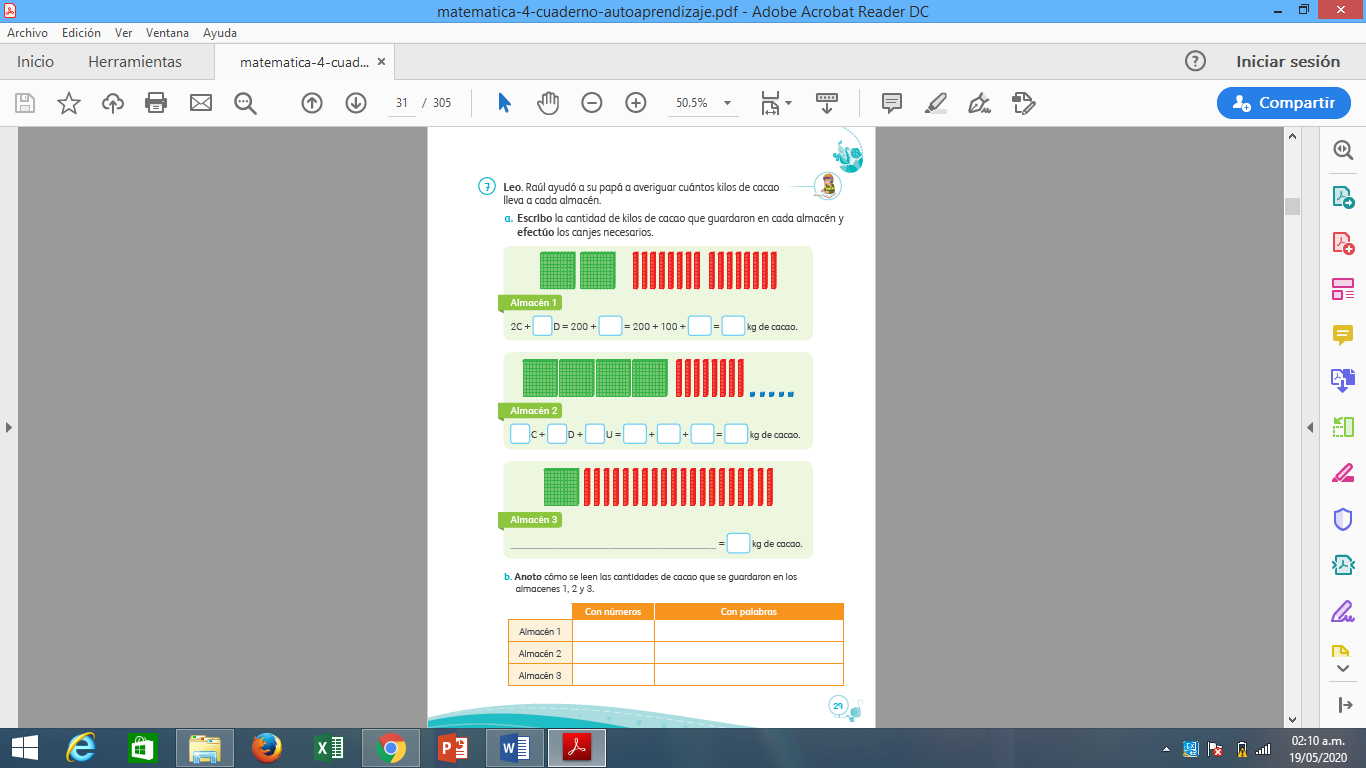 matematica-4-cuaderno-autoaprendizaje.pdf - Adobe Acrobat Reader DC
Archivo Edición Ver Ventana Ayuda
Inicio Herramientas matematica-4-cuad... × Iniciar sesión
31 / 305 50.5% Compartir
7 Leo. Raúl ayudó a su papá a averiguar cuántos kilos de cacao
lleva a cada almacén.
a. Escribo la cantidad de kilos de cacao que guardaron en cada almacén y
efectúo los canjes necesarios.
Almacén 1
2C + D = 200 + = 200 + 100 + = kg de cacao.
Almacén 2
C + D + U = + + = kg de cacao.
Almacén 3
= kg de cacao.
b. Anoto cómo se leen las cantidades de cacao que se guardaron en los
almacenes 1, 2 y 3.
Con números Con palabras
Almacén 1
Almacén 2
Almacén 3
29
02:10 a.m.
19/05/2020